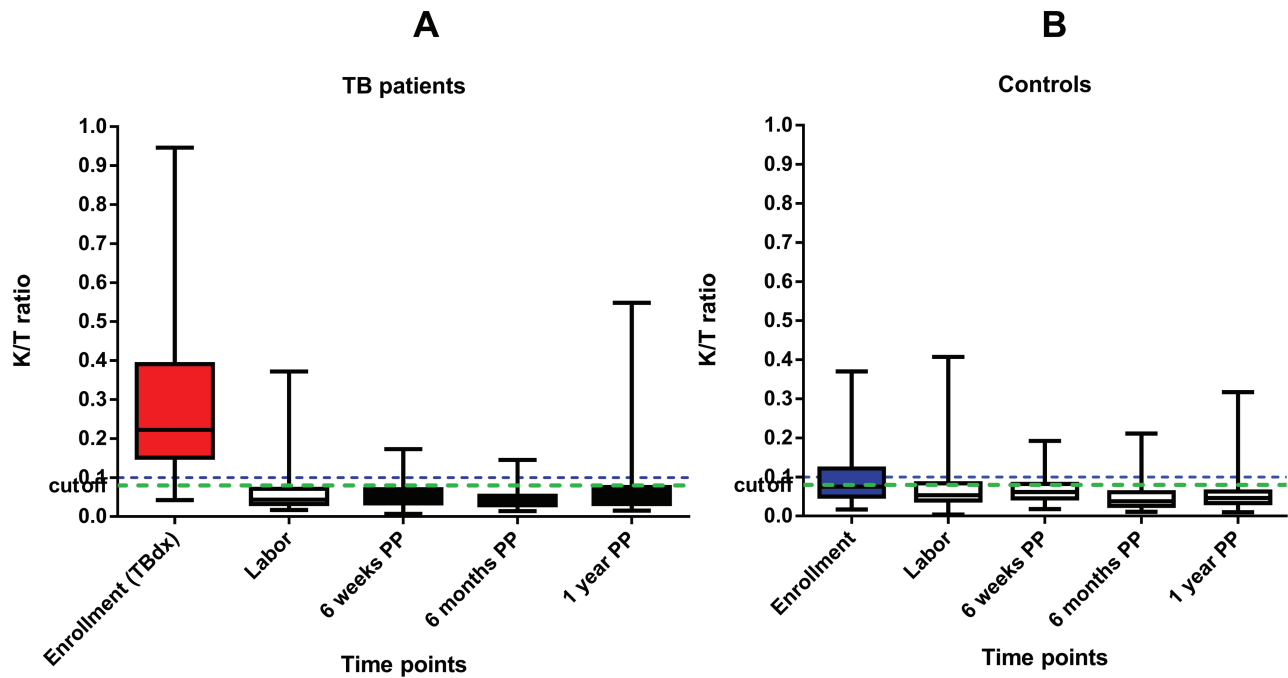 A
TB patients
K/T ratio
1.0
0.9
0.8
0.7
0.6
0.5
0.4
0.3
0.2
0.1
cutoff
0.0
Enrollment (TBdx)
Labor
6 weeks PP
6 months PP
1 year PP
Time points
B
Controls
K/T ratio
1.0
0.9
0.8
0.7
0.6
0.5
0.4
0.3
0.2
0.1
cutoff
0.0
Enrollment
Labor
6 weeks PP
6 months PP
1 year PP
Time points